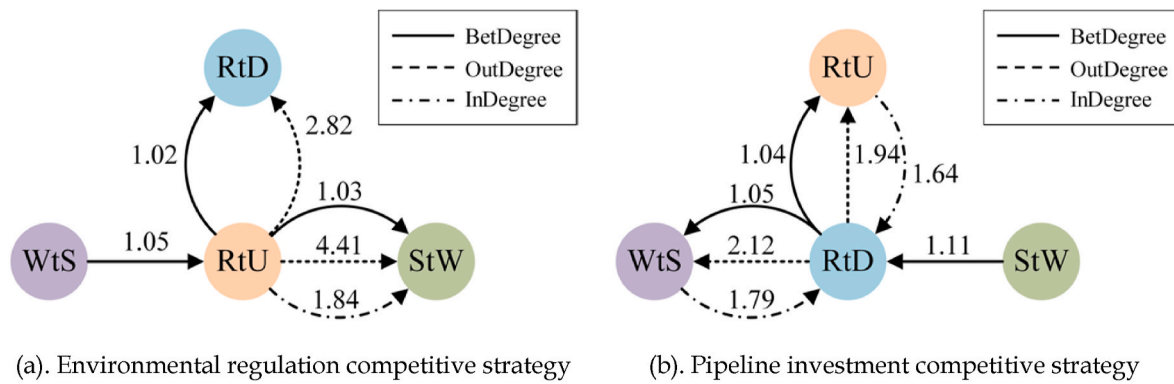 RtD
BetDegree
OutDegree
InDegree
2.82
1.02
1.03
WtS
1.05
RtU
4.41
StW
1.84
(a). Environmental regulation competitive strategy
RtU
BetDegree
OutDegree
InDegree
1.04
1.94
1.64
1.05
WtS
2.12
RtD
1.11
StW
1.79
(b). Pipeline investment competitive strategy